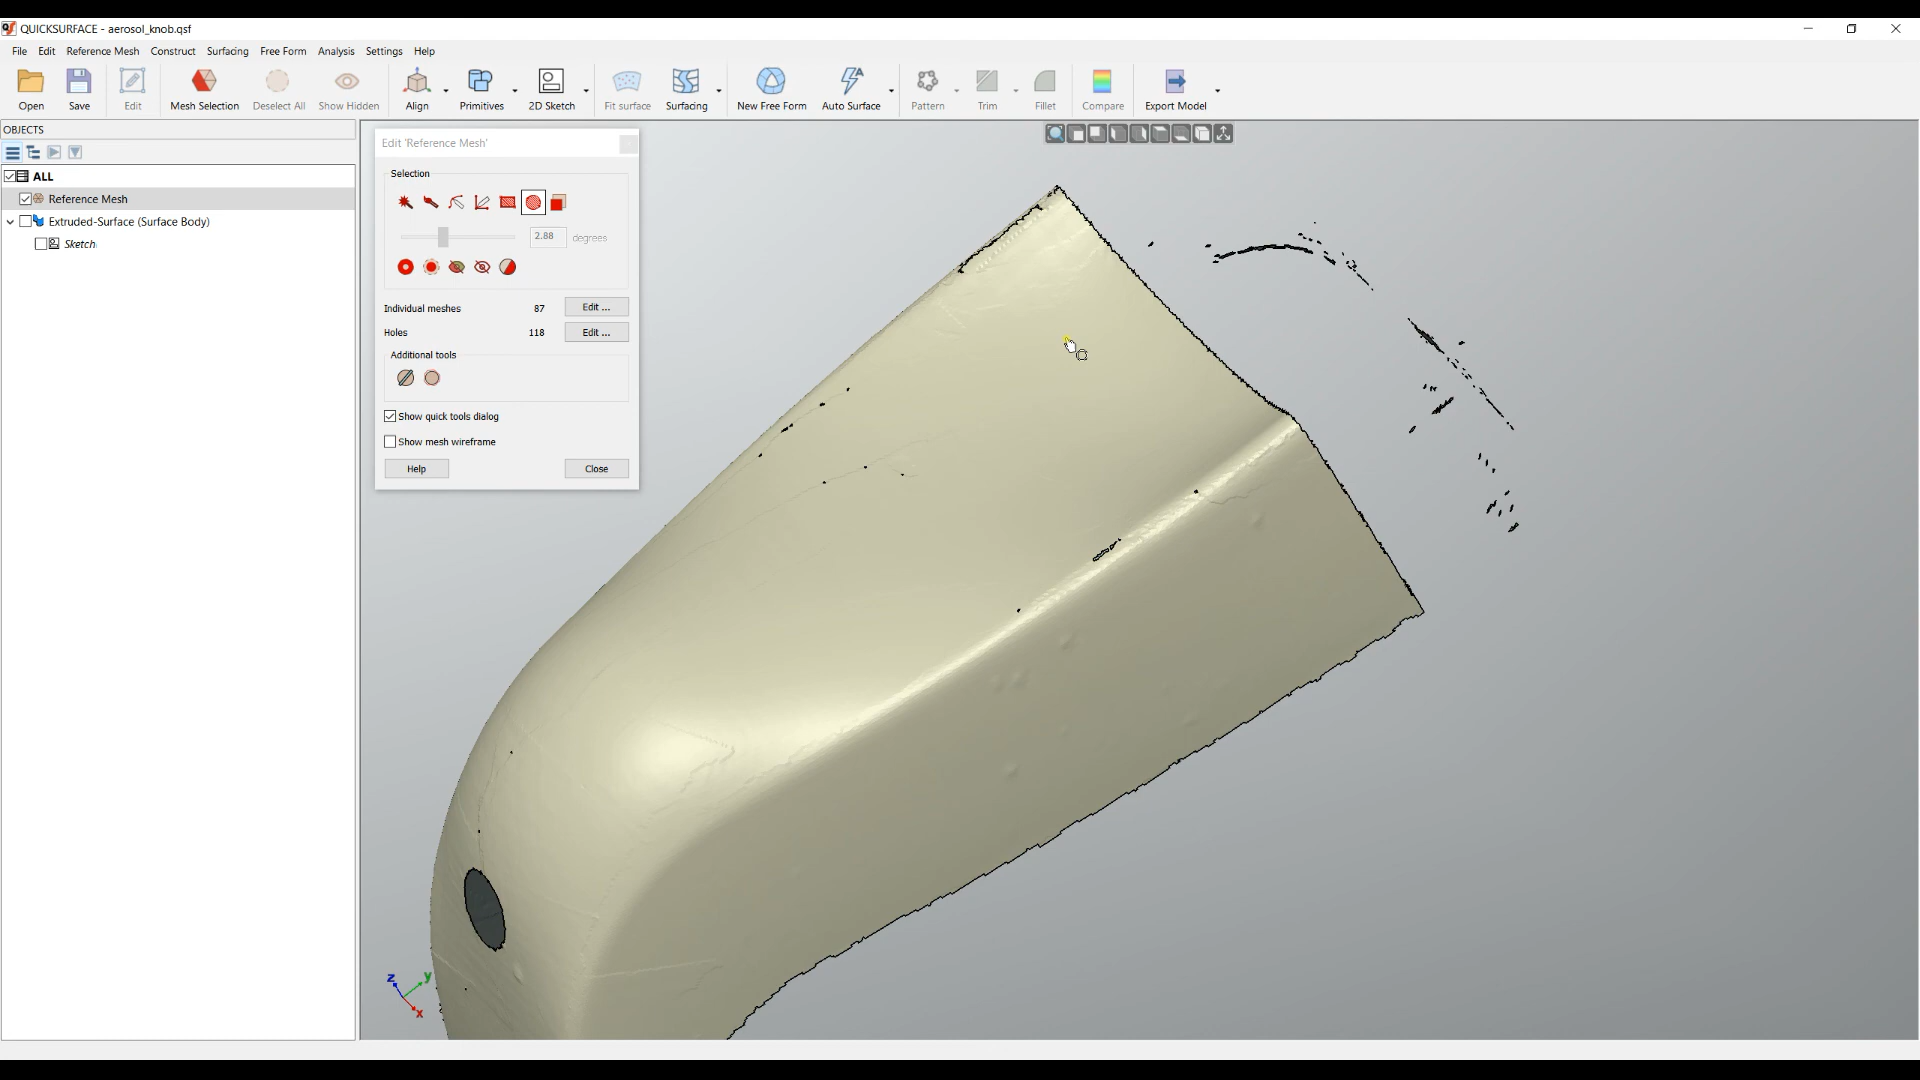 QUICKSURFACE - aerosol_knob.qsf
File Edit Reference Mesh Construct Surfacing Free Form Analysis Settings Help
Open Save Edit Mesh Selection Deselect All Show Hidden Align Primitives 2D Sketch Fit surface Surfacing New Free Form Auto Surface Pattern Trim Fillet Compare Export Model
OBJECTS
ALL
Reference Mesh
Extruded-Surface (Surface Body)
Sketch
Edit 'Reference Mesh'
Selection
2.88 degrees
Individual meshes 87 Edit ...
Holes 118 Edit ...
Additional tools
Show quick tools dialog
Show mesh wireframe
Help Close
z y
x